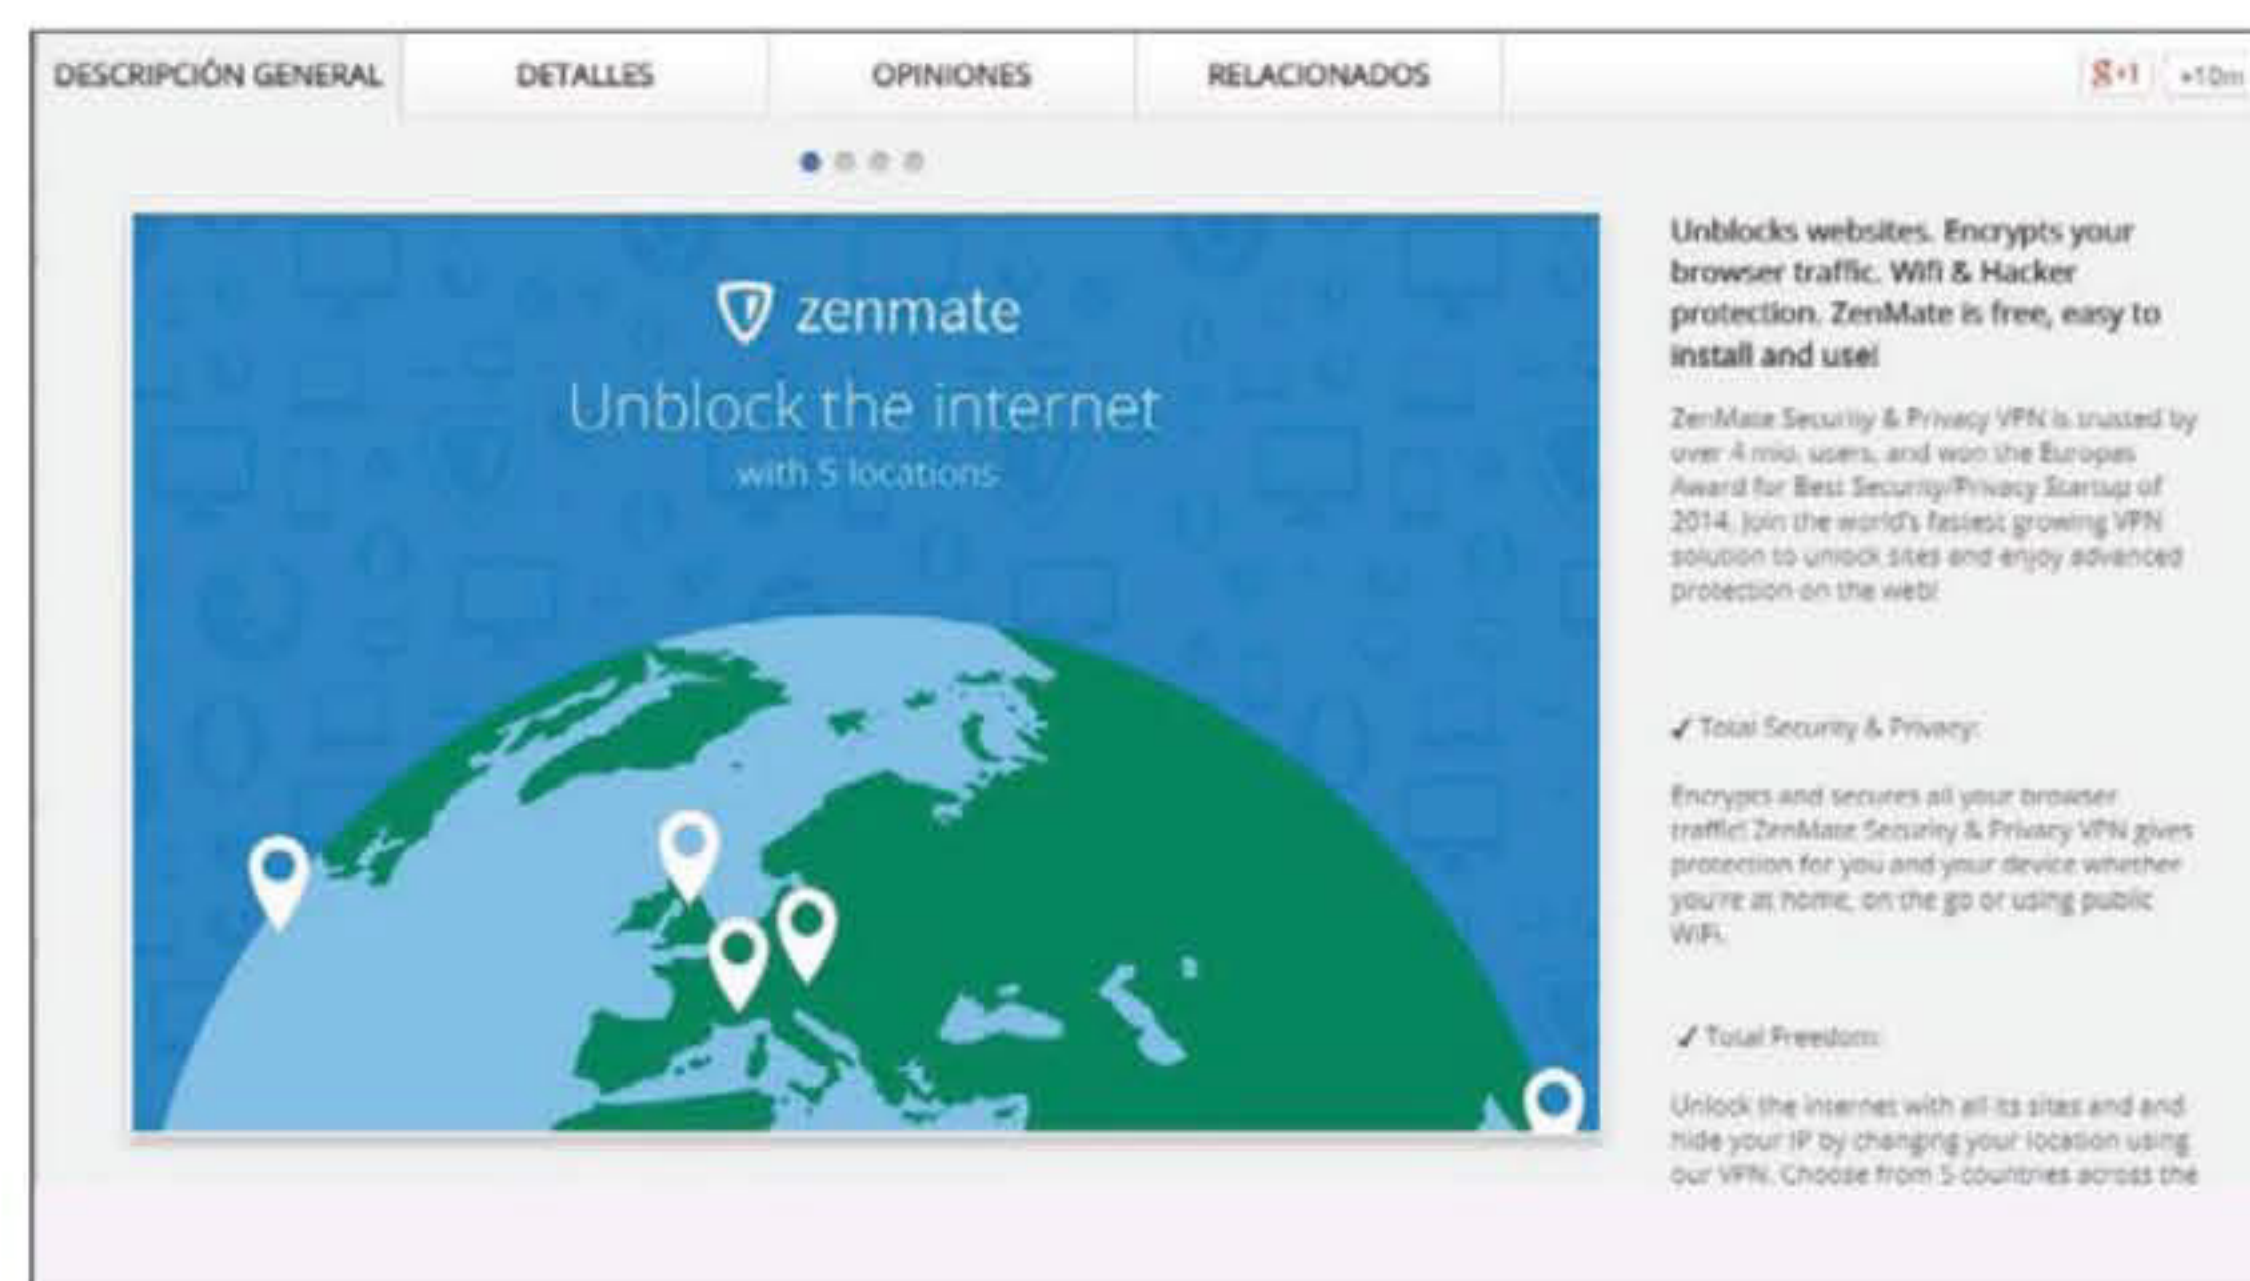 DESCRIPCIÓN GENERAL
DETALLES
OPINIONES
RELACIONADOS
g+1
+10m
zenmate
Unblock the internet
with 5 locations
Unblocks websites. Encrypts your
browser traffic. Wifi & Hacker
protection. ZenMate is free, easy to
install and use!
ZenMate Security & Privacy VPN is trusted by
over 4 mio. users, and won the Europas
Award for Best Security/Privacy Startup of
2014. Join the world's fastest growing VPN
solution to unlock sites and enjoy advanced
protection on the web!
✓ Total Security & Privacy:
Encrypts and secures all your browser
traffic! ZenMate Security & Privacy VPN gives
protection for you and your device whether
you're at home, on the go or using public
WiFi.
✓ Total Freedom:
Unlock the internet with all its sites and and
hide your IP by changing your location using
our VPN. Choose from 5 countries across the